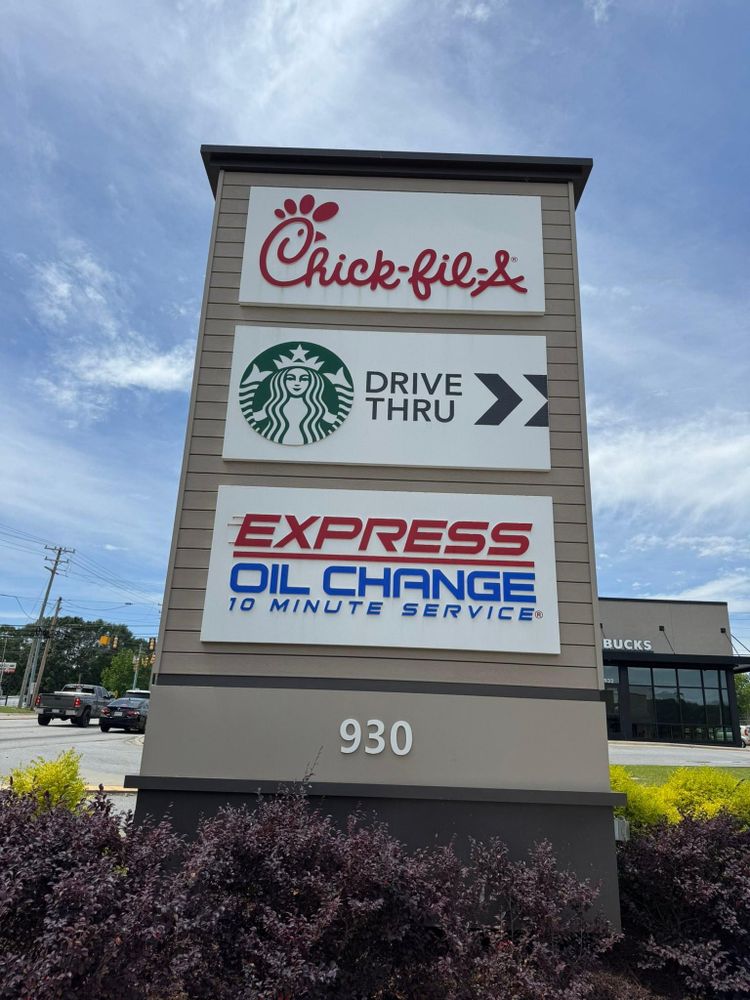 Chick-fil-A®
DRIVE
THRU
EXPRESS
OIL CHANGE
10 MINUTE SERVICE®
930
BUCKS